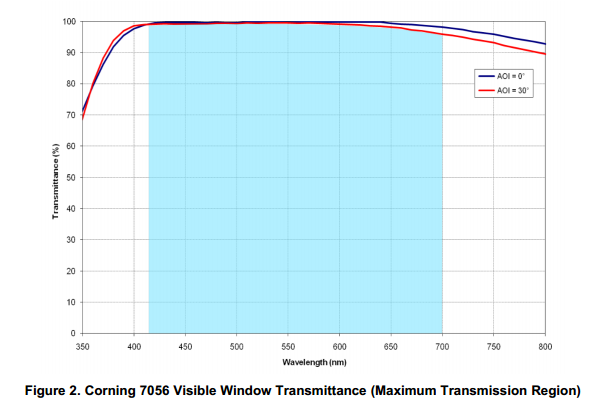 100
90
80
70
60
50
40
30
20
10
0
Transmittance (%)
AOI = 0°
AOI = 30°
350 400 450 500 550 600 650 700 750 800
Wavelength (nm)
Figure 2. Corning 7056 Visible Window Transmittance (Maximum Transmission Region)